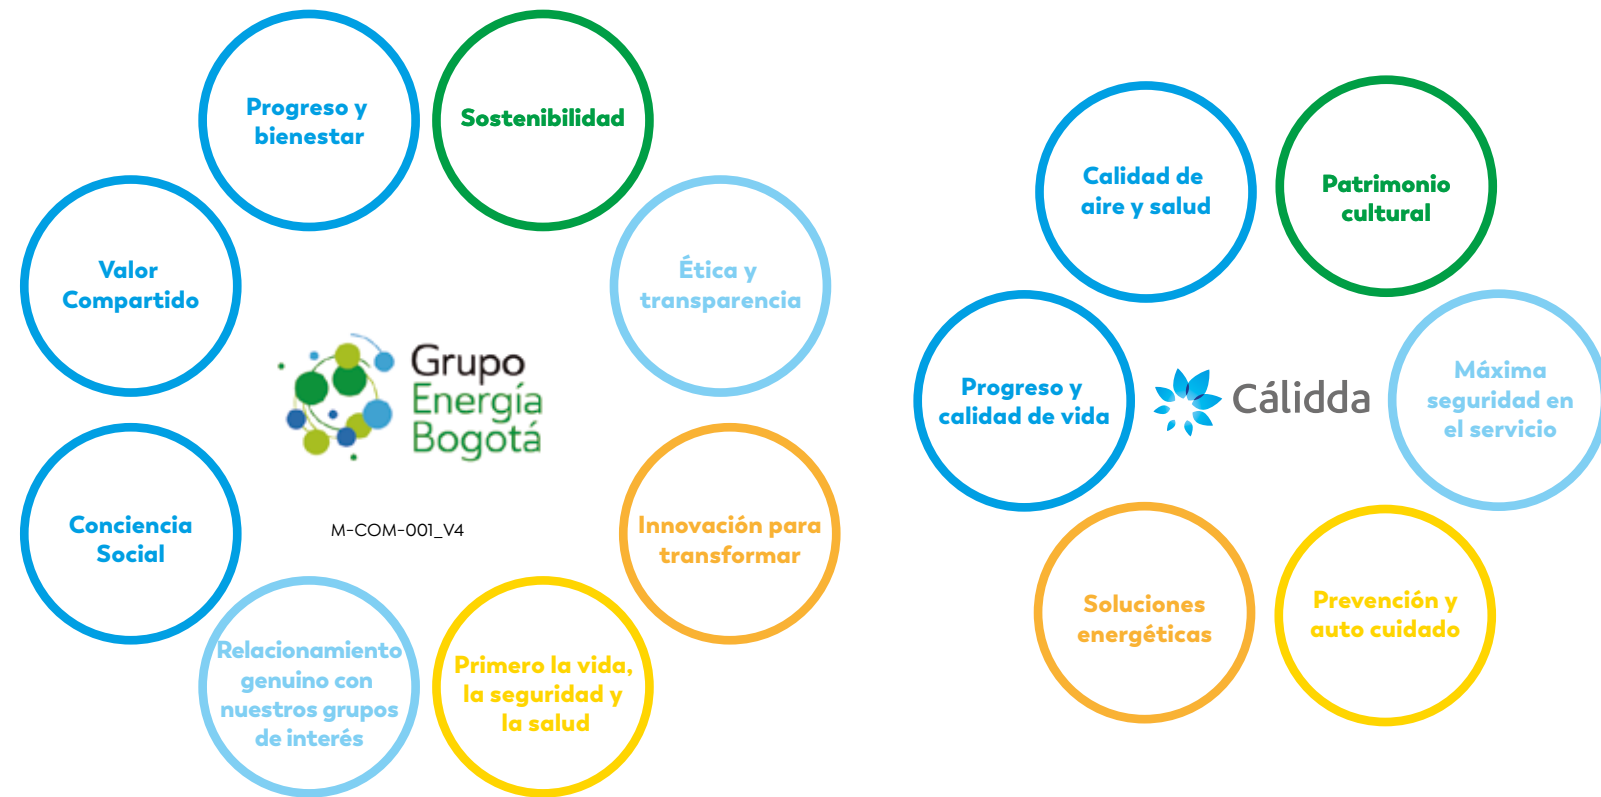 Progreso y
bienestar
Sostenibilidad
Valor
Compartido
Ética y
transparencia
Grupo
Energía
Bogotá
Conciencia
Social
M-COM-001_V4
Innovación para
transformar
Relacionamiento
genuino con
nuestros grupos
de interés
Primero la vida,
la seguridad y
la salud
Calidad de
aire y salud
Patrimonio
cultural
Progreso y
calidad de vida
Cálidda
Máxima
seguridad en
el servicio
Soluciones
energéticas
Prevención y
auto cuidado